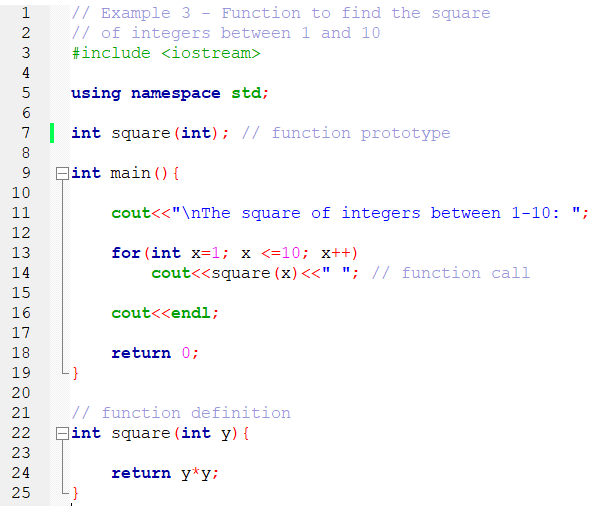 1 // Example 3 - Function to find the square
2 // of integers between 1 and 10
3 #include <iostream>
4
5 using namespace std;
6
7 int square(int); // function prototype
8
9 int main(){
10
11 cout<<"\nThe square of integers between 1-10: ";
12
13 for(int x=1; x <=10; x++)
14 cout<<square(x)<<" "; // function call
15
16 cout<<endl;
17
18 return 0;
19 }
20
21 // function definition
22 int square(int y){
23
24 return y*y;
25 }